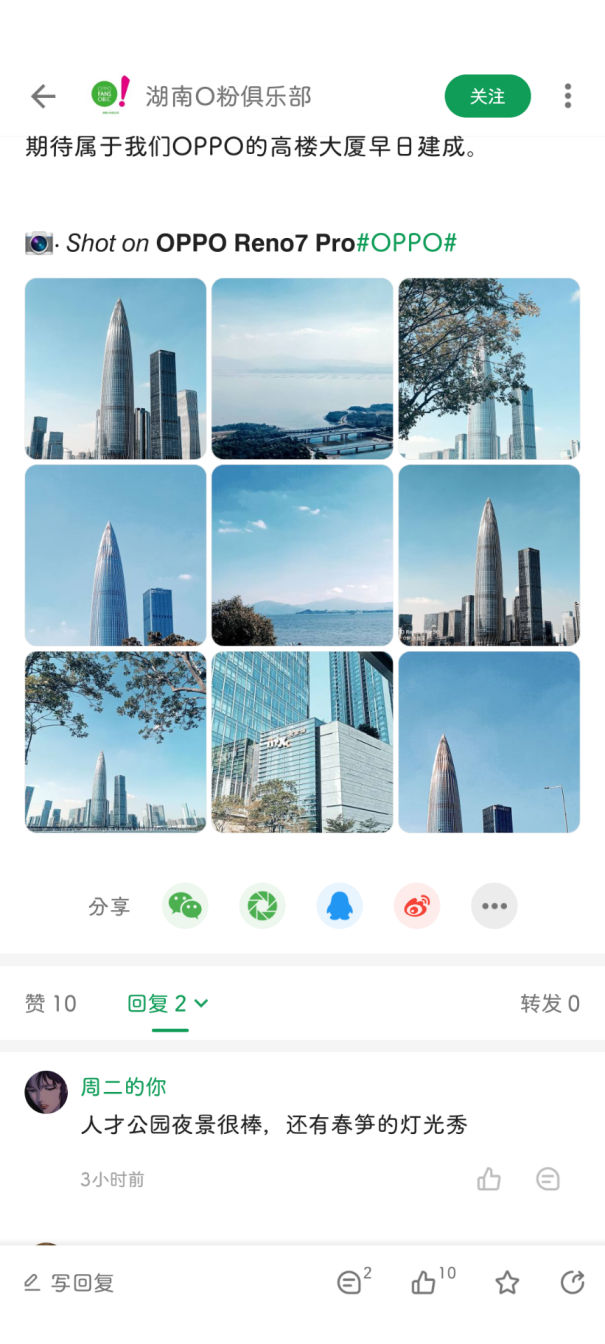 湖南O粉俱乐部
关注
期待属于我们OPPO的高楼大厦早日建成。
· Shot on OPPO Reno7 Pro#OPPO#
分享
赞 10
回复 2
转发 0
周二的你
人才公园夜景很棒，还有春笋的灯光秀
3小时前
写回复
2
10